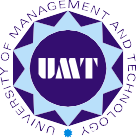 UNIVERSITY OF MANAGEMENT AND TECHNOLOGY
UMT